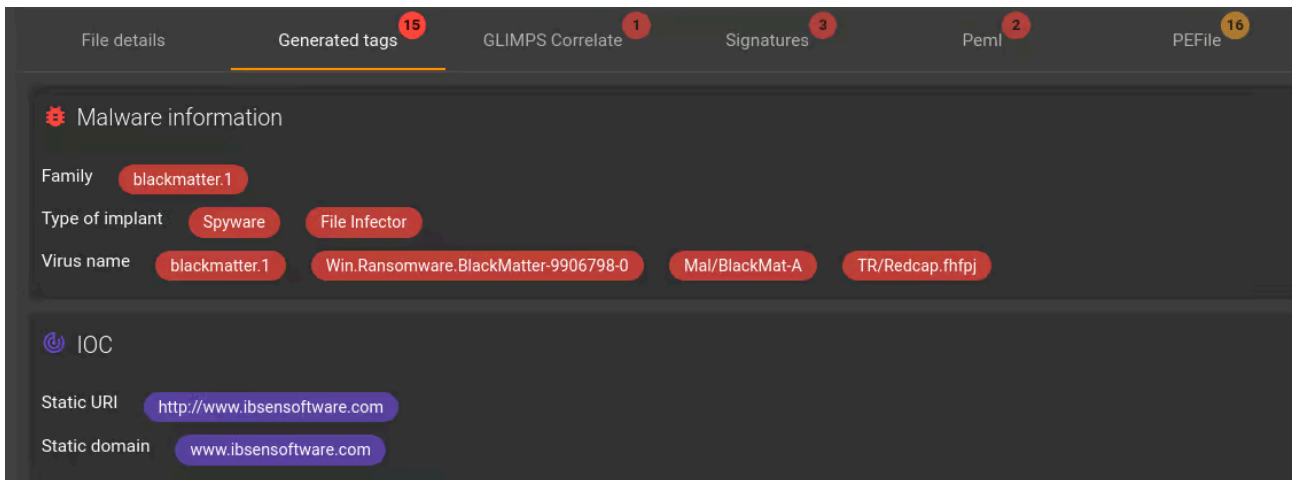 File details Generated tags 15 GLIMPS Correlate 1 Signatures 3 Peml 2 PEFile 16
Malware information
Family blackmatter.1
Type of implant Spyware File Infector
Virus name blackmatter.1 Win.Ransomware.BlackMatter-9906798-0 Mal/BlackMat-A TR/Redcap.fhfpj
IOC
Static URI http://www.ibsensoftware.com
Static domain www.ibsensoftware.com